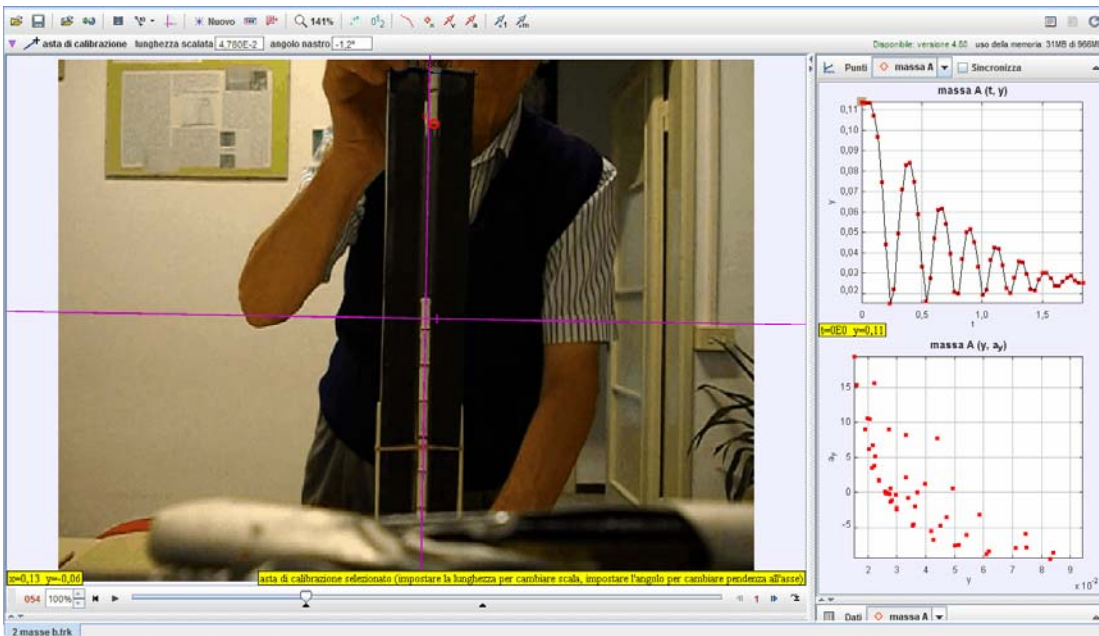 Nuovo 141%
asta di calibrazione lunghezza scalata 4,780E-2 angolo nastro -1,2°
Disponibile: versione 4.80 uso della memoria: 31MB di 966MB
Punti massa A Sincronizza
massa A (t, y)
0,11
0,10
0,09
0,08
0,07
0,06
0,05
0,04
0,03
0,02
y
0 0,5 1,0 1,5
t
t=0E0 y=0,11
massa A (y, ay)
15
10
5
0
-5
ay
2 3 4 5 6 7 8 9
y
x 10⁻²
x=0,13 y=-0,06
asta di calibrazione selezionato (impostare la lunghezza per cambiare scala, impostare l'angolo per cambiare pendenza all'asse)
054 100% 1
Dati massa A
2 masse b.trk